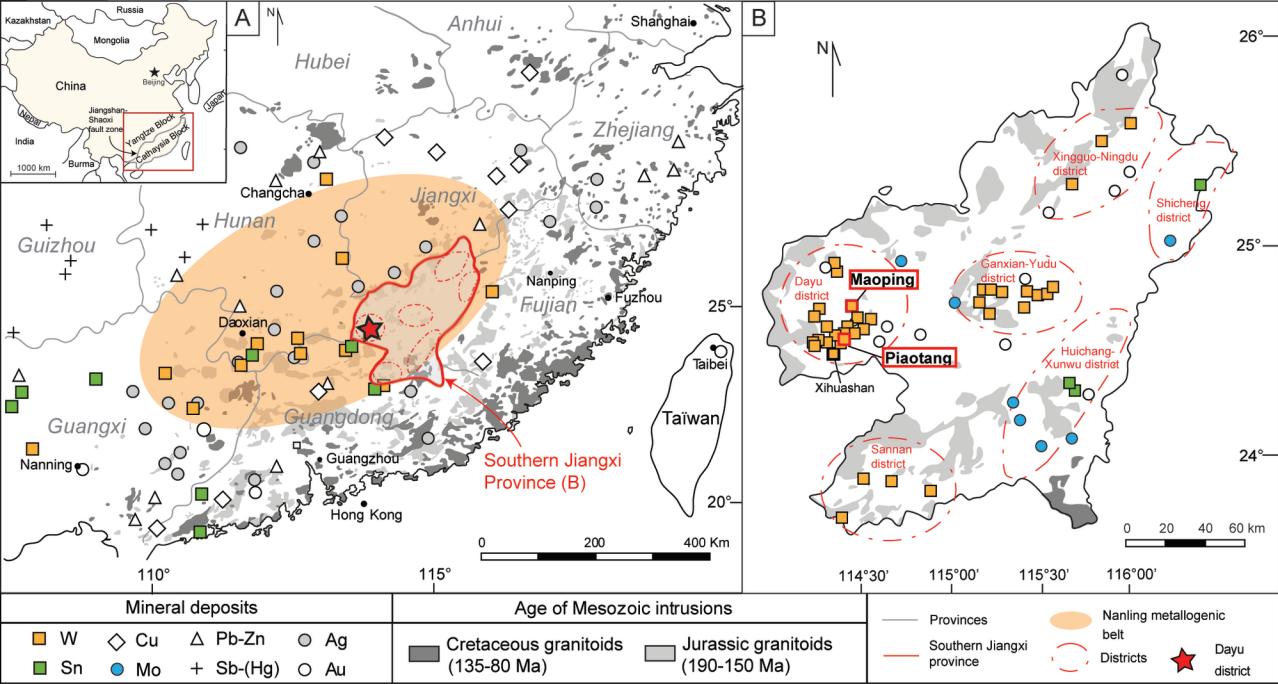 Kazakhstan
Russia
Mongolia
China
Beijing
Jiangshan-
Shaoxi
fault zone
Nepal
India
Burma
Japan
Yangtze Block
Cathaysia Block
1000 km
A
N
Anhui
Shanghai
Hubei
Zhejiang
Changcha
Jiangxi
Hunan
Guizhou
Nanping
Fujian
Fuzhou
Daoxian
Taibei
Guangdong
Guangxi
Taïwan
Nanning
Guangzhou
Southern Jiangxi
Province (B)
Hong Kong
25°
20°
0 200 400 Km
110° 115°
B
N
26°
Xingguo-Ningdu
district
Shicheng
district
25°
Ganxian-Yudu
district
Maoping
Dayu
district
Piaotang
Xihuashan
Huichang-
Xunwu district
24°
Sannan
district
0 20 40 60 km
114°30' 115°00' 115°30' 116°00'
Mineral deposits
W Cu Pb-Zn Ag
Sn Mo Sb-(Hg) Au
Age of Mesozoic intrusions
Cretaceous granitoids
(135-80 Ma)
Jurassic granitoids
(190-150 Ma)
Provinces
Southern Jiangxi
province
Nanling metallogenic
belt
Districts
Dayu
district